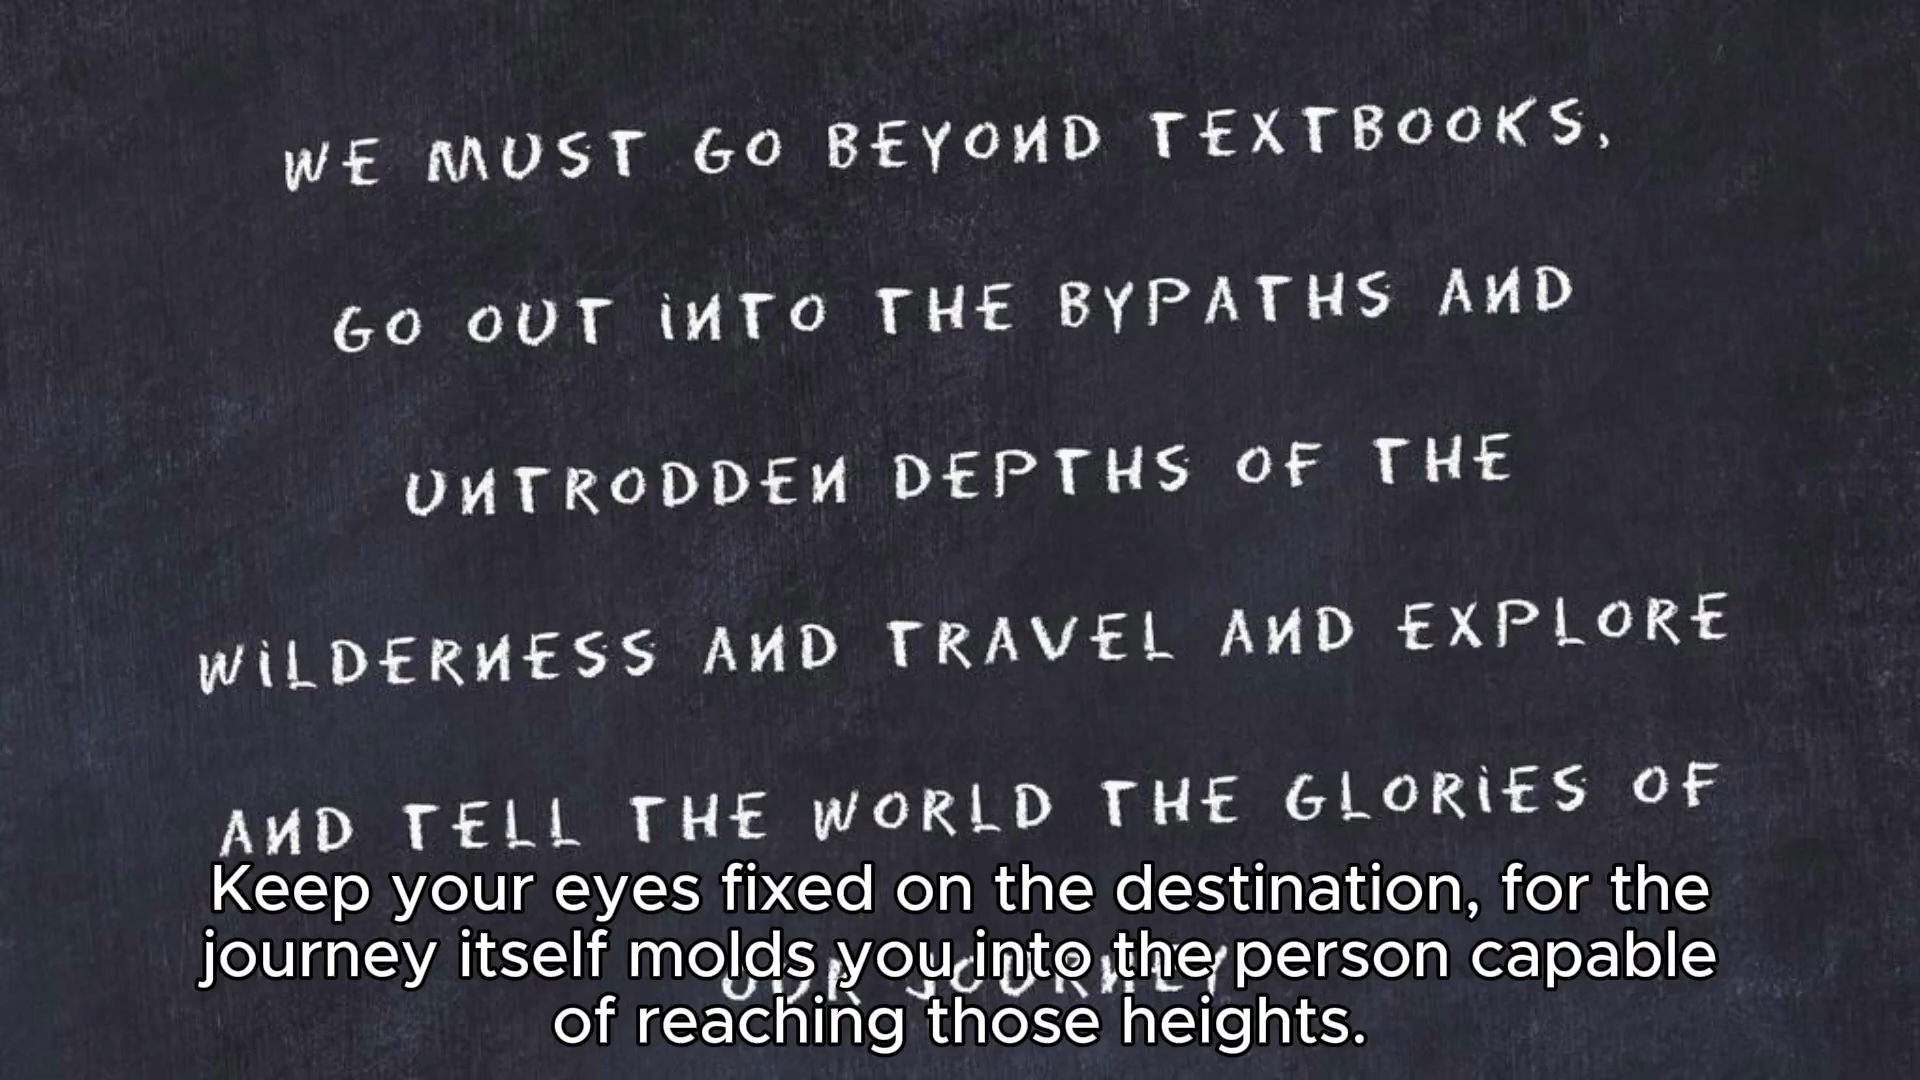 WE MUST GO BEYOND TEXTBOOKS,
GO OUT INTO THE BYPATHS AND
UNTRODDEN DEPTHS OF THE
WILDERNESS AND TRAVEL AND EXPLORE
AND TELL THE WORLD THE GLORIES OF
OUR JOURNEY.
Keep your eyes fixed on the destination, for the
journey itself molds you into the person capable
of reaching those heights.